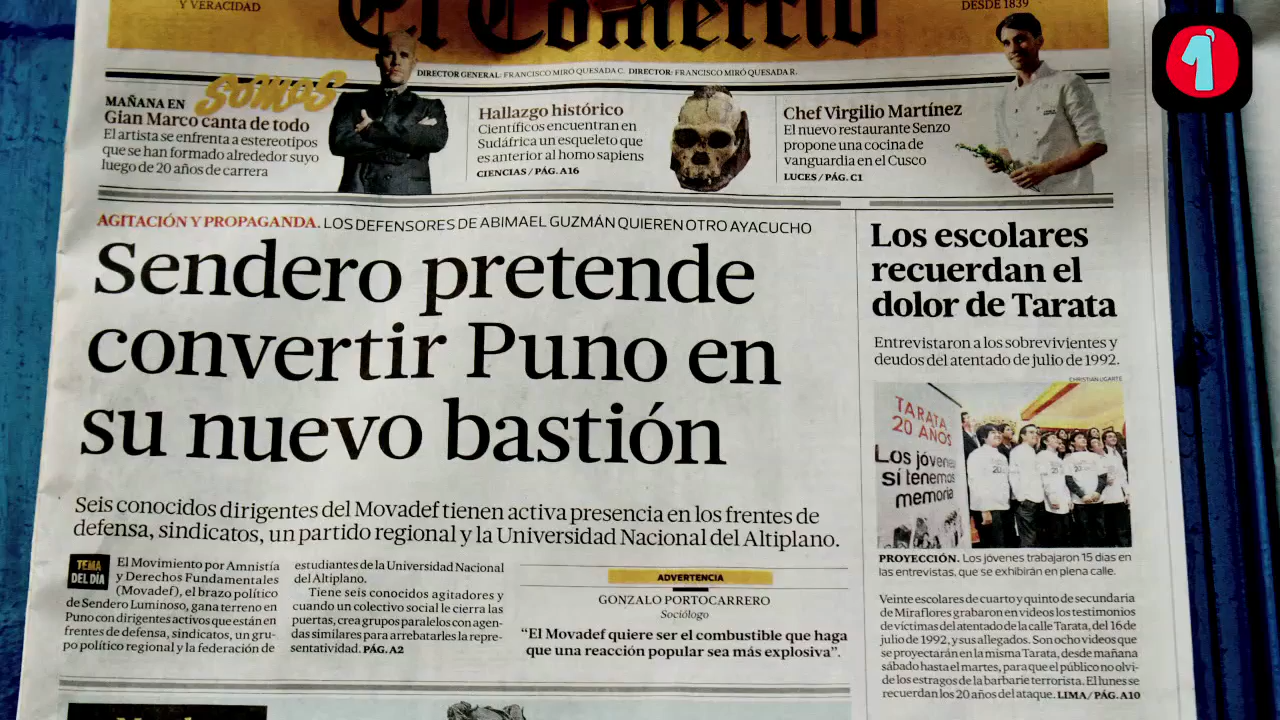 Y VERACIDAD
DESDE 1839
El Comercio
DIRECTOR GENERAL: FRANCISCO MIRÓ QUESADA C. DIRECTOR: FRANCISCO MIRÓ QUESADA R.
MAÑANA EN SOMOS
Gian Marco canta de todo
El artista se enfrenta a estereotipos
que se han formado alrededor suyo
luego de 20 años de carrera
Hallazgo histórico
Científicos encuentran en
Sudáfrica un esqueleto que
es anterior al homo sapiens
CIENCIAS / PÁG. A16
Chef Virgilio Martínez
El nuevo restaurante Senzo
propone una cocina de
vanguardia en el Cusco
LUCES / PÁG. C1
1
AGITACIÓN Y PROPAGANDA. LOS DEFENSORES DE ABIMAEL GUZMÁN QUIEREN OTRO AYACUCHO
Sendero pretende
convertir Puno en
su nuevo bastión
Seis conocidos dirigentes del Movadef tienen activa presencia en los frentes de
defensa, sindicatos, un partido regional y la Universidad Nacional del Altiplano.
TEMA
DEL DÍA
El Movimiento por Amnistía
y Derechos Fundamentales
(Movadef), el brazo político
de Sendero Luminoso, gana terreno en
Puno con dirigentes activos que están en
frentes de defensa, sindicatos, un gru-
po político regional y la federación de
estudiantes de la Universidad Nacional
del Altiplano.
Tiene seis conocidos agitadores y
cuando un colectivo social le cierra las
puertas, crea grupos paralelos con agen-
das similares para arrebatarles la repre-
sentatividad. PÁG. A2
ADVERTENCIA
GONZALO PORTOCARRERO
Sociólogo
“El Movadef quiere ser el combustible que haga
que una reacción popular sea más explosiva”.
Los escolares
recuerdan el
dolor de Tarata
Entrevistaron a los sobrevivientes y
deudos del atentado de julio de 1992.
CHRISTIAN UGARTE
TARATA
20 AÑOS
Los jóvenes
sí tenemos
memoria
PROYECCIÓN. Los jóvenes trabajaron 15 días en
las entrevistas, que se exhibirán en plena calle.
Veinte escolares de cuarto y quinto de secundaria
de Miraflores grabaron en videos los testimonios
de víctimas del atentado de la calle Tarata, del 16 de
julio de 1992, y sus allegados. Son ocho videos que
se proyectarán en la misma Tarata, desde mañana
sábado hasta el martes, para que el público no olvi-
de los estragos de la barbarie terrorista. El lunes se
recuerdan los 20 años del ataque. LIMA / PÁG. A10